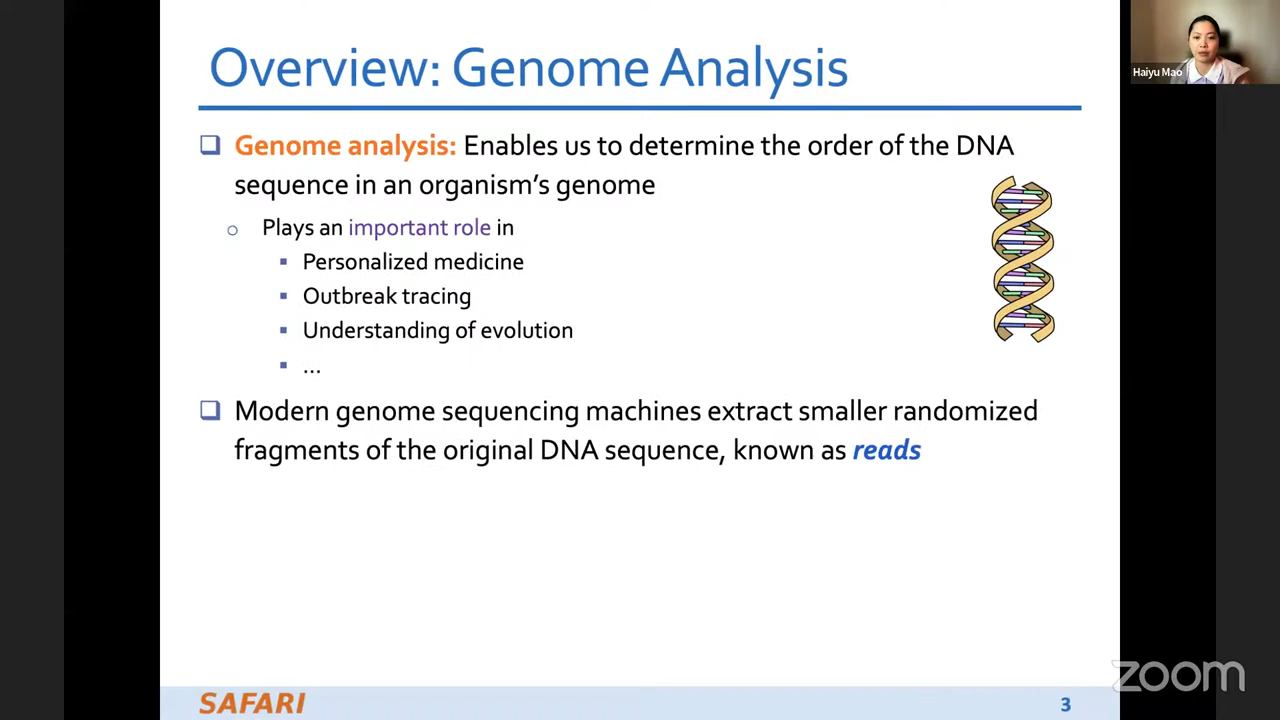 Overview: Genome Analysis
Haiyu Mao
❑ Genome analysis: Enables us to determine the order of the DNA
sequence in an organism's genome
○ Plays an important role in
▪ Personalized medicine
▪ Outbreak tracing
▪ Understanding of evolution
▪ ...
❑ Modern genome sequencing machines extract smaller randomized
fragments of the original DNA sequence, known as reads
zoom
SAFARI
3